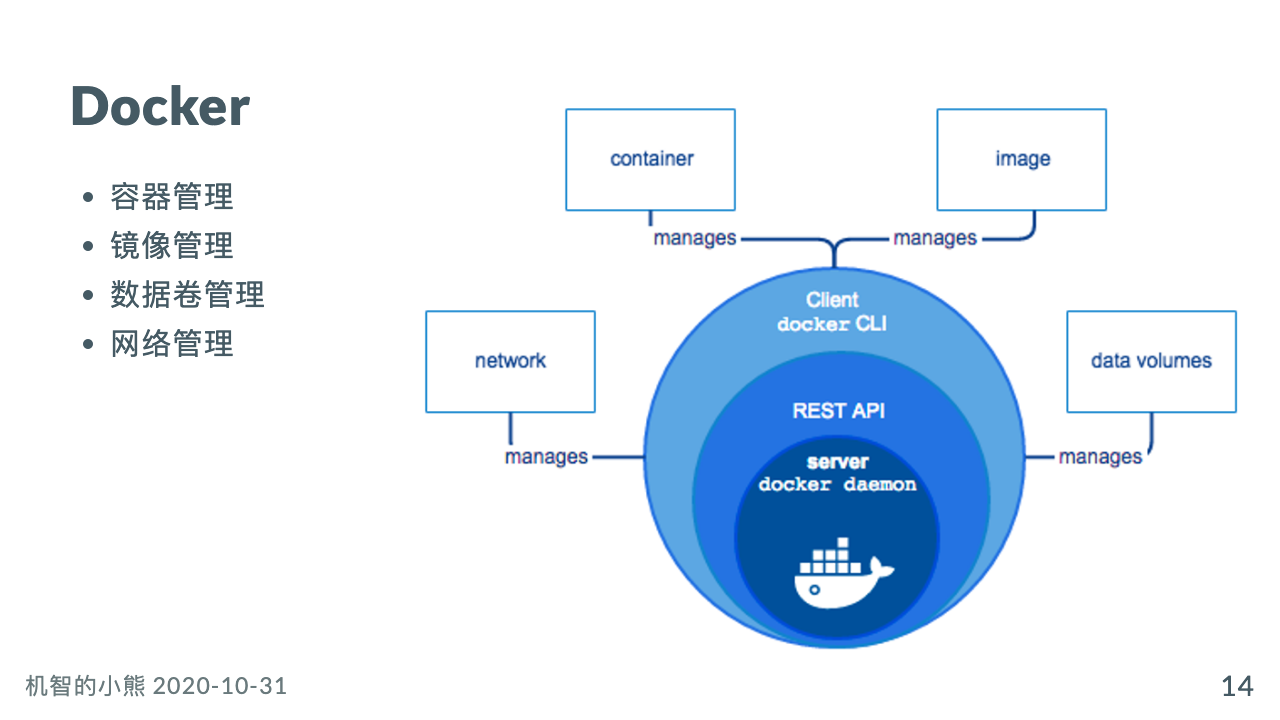 Docker
容器管理
镜像管理
数据卷管理
网络管理
container
image
manages
manages
Client
docker CLI
network
data volumes
REST API
manages
manages
server
docker daemon
机智的小熊 2020-10-31
14